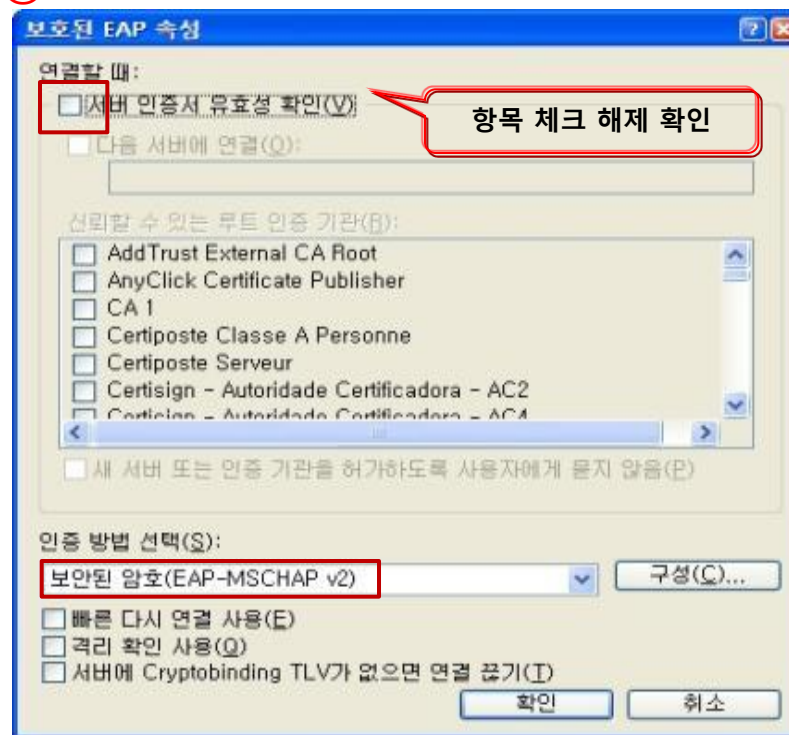 보호된 EAP 속성
연결할 때:
서버 인증서 유효성 확인(V)
항목 체크 해제 확인
다음 서버에 연결(O):
신뢰할 수 있는 루트 인증 기관(R):
AddTrust External CA Root
AnyClick Certificate Publisher
CA 1
Certiposte Classe A Personne
Certiposte Serveur
Certisign - Autoridade Certificadora - AC2
Certisign - Autoridade Certificadora - AC4
새 서버 또는 인증 기관을 허가하도록 사용자에게 묻지 않음(P)
인증 방법 선택(S):
보안된 암호(EAP-MSCHAP v2)
구성(C)...
빠른 다시 연결 사용(E)
격리 확인 사용(Q)
서버에 Cryptobinding TLV가 없으면 연결 끊기(T)
확인
취소